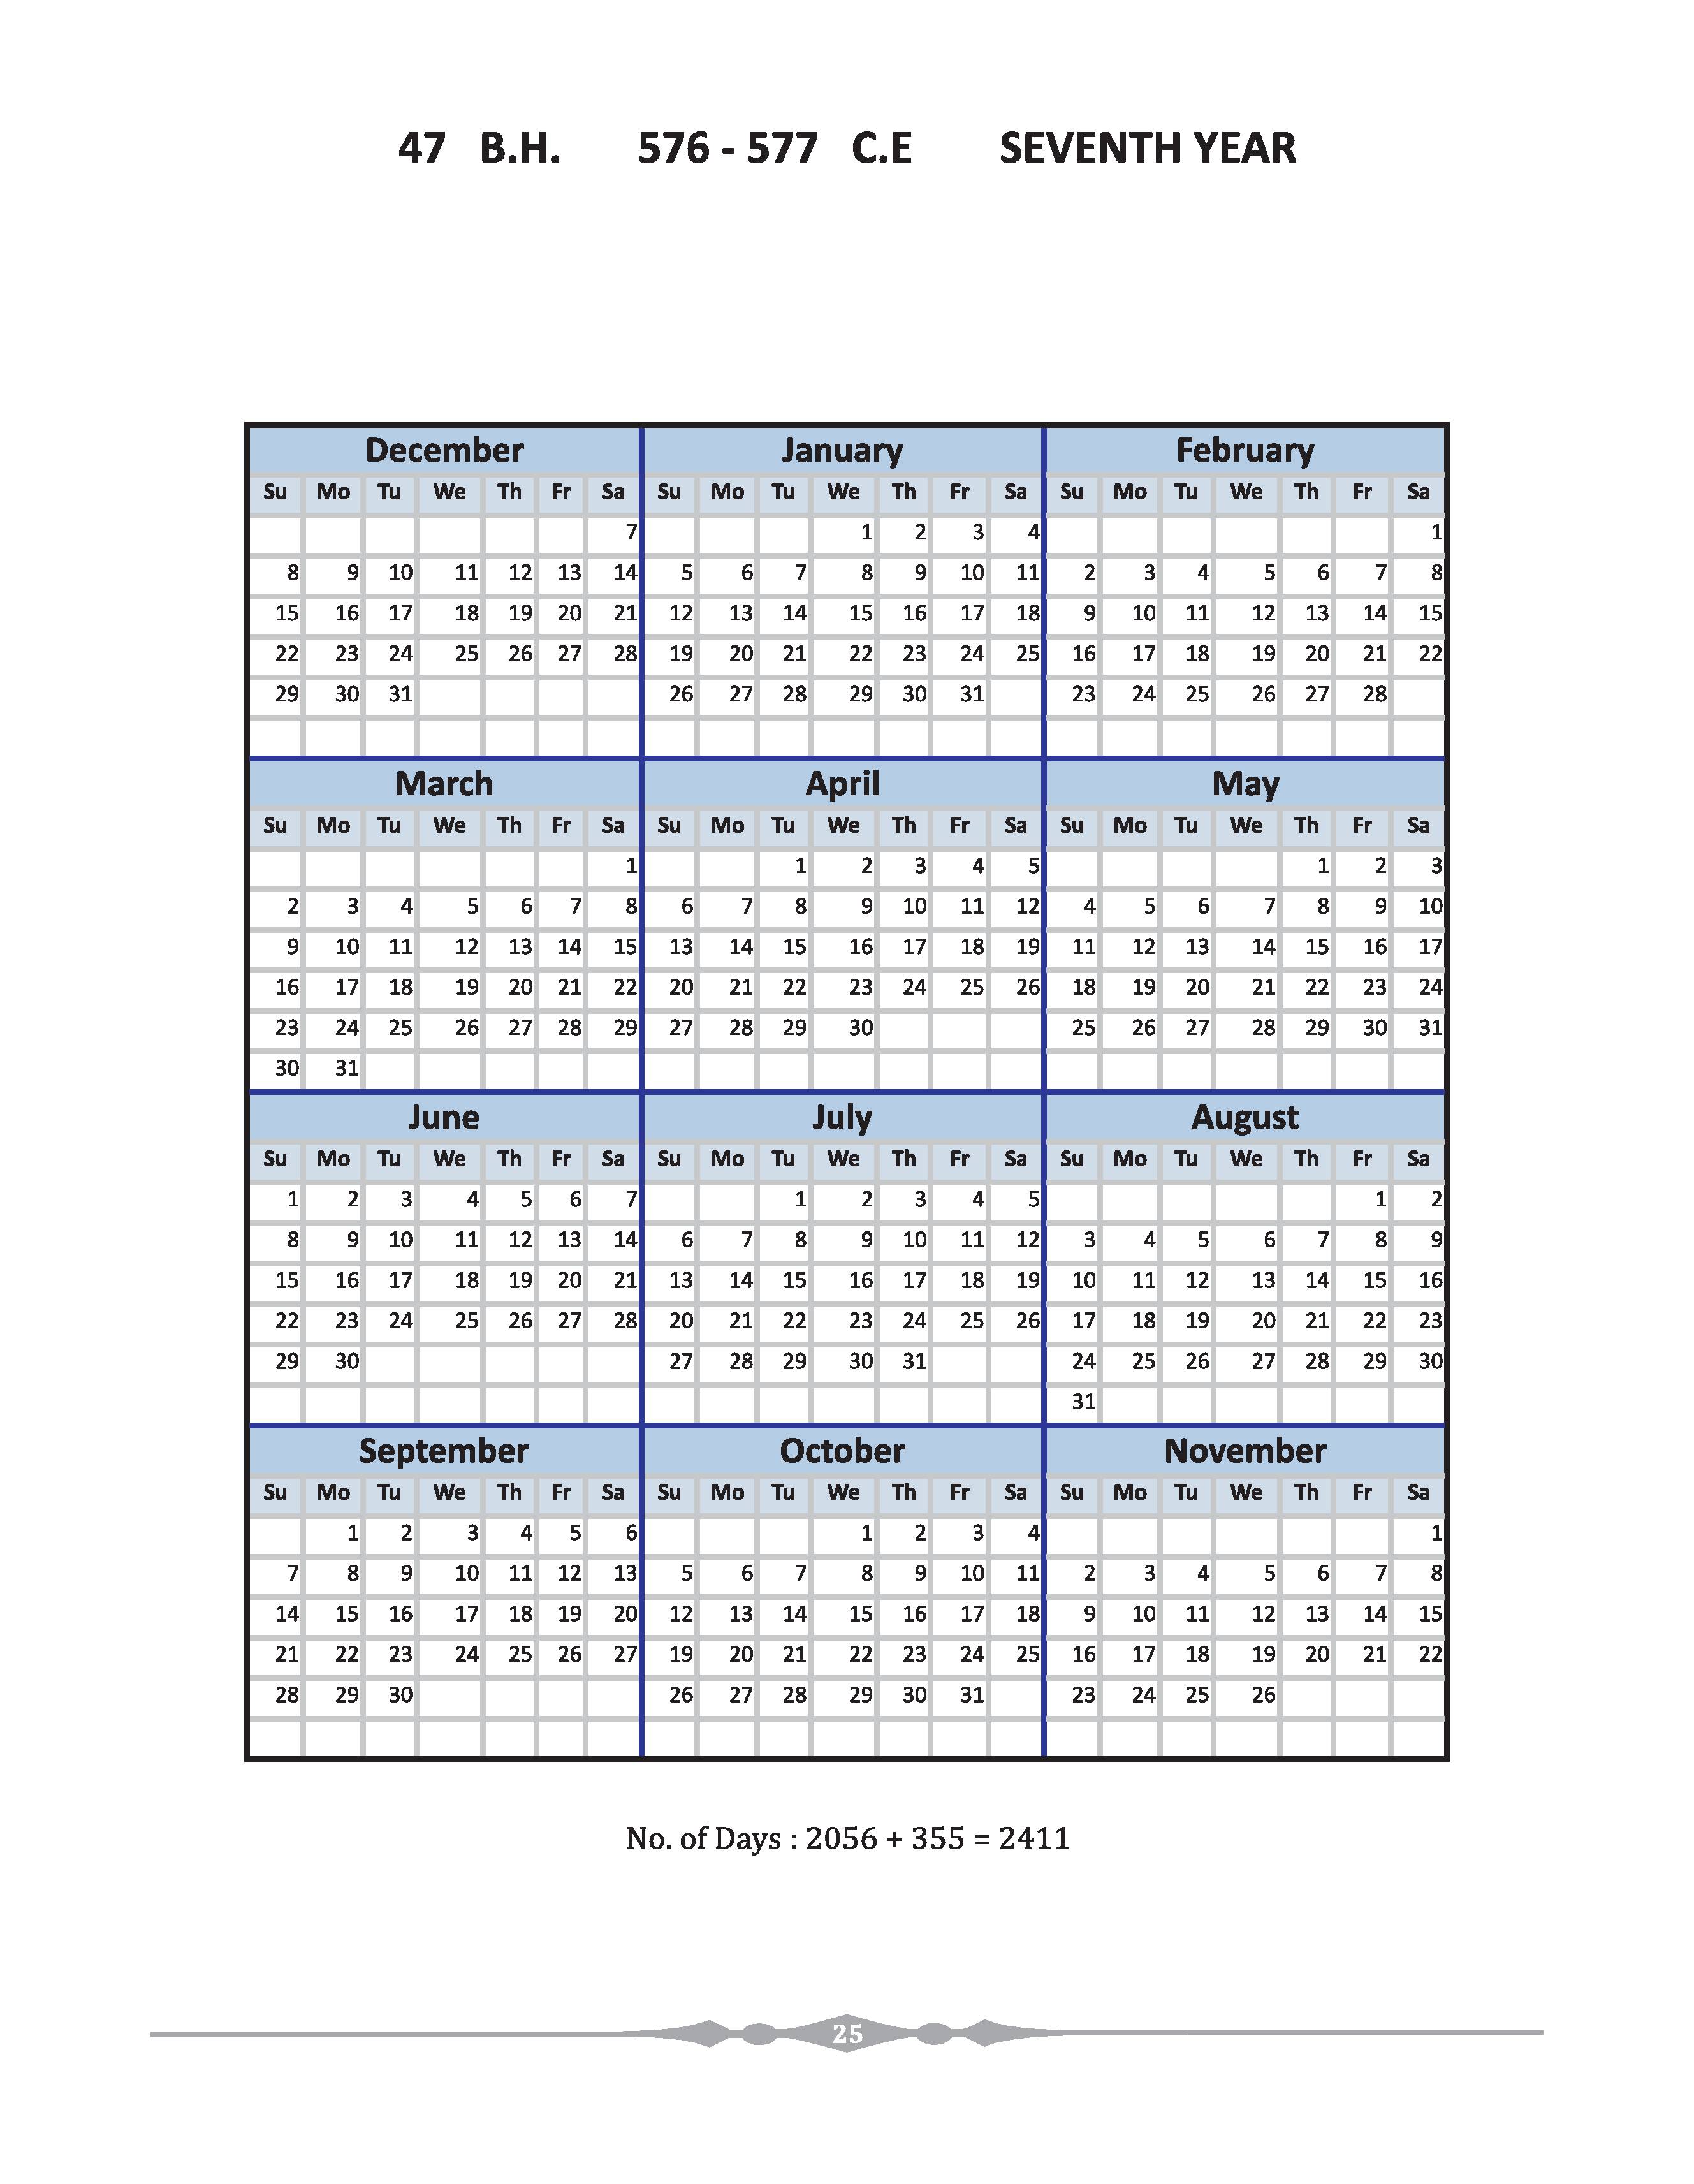 47 B.H. 576 - 577 C.E SEVENTH YEAR
December January February
Su Mo Tu We Th Fr Sa Su Mo Tu We Th Fr Sa Su Mo Tu We Th Fr Sa
7 1 2 3 4 1
8 9 10 11 12 13 14 5 6 7 8 9 10 11 2 3 4 5 6 7 8
15 16 17 18 19 20 21 12 13 14 15 16 17 18 9 10 11 12 13 14 15
22 23 24 25 26 27 28 19 20 21 22 23 24 25 16 17 18 19 20 21 22
29 30 31 26 27 28 29 30 31 23 24 25 26 27 28
March April May
Su Mo Tu We Th Fr Sa Su Mo Tu We Th Fr Sa Su Mo Tu We Th Fr Sa
1 1 2 3 4 5 1 2 3
2 3 4 5 6 7 8 6 7 8 9 10 11 12 4 5 6 7 8 9 10
9 10 11 12 13 14 15 13 14 15 16 17 18 19 11 12 13 14 15 16 17
16 17 18 19 20 21 22 20 21 22 23 24 25 26 18 19 20 21 22 23 24
23 24 25 26 27 28 29 27 28 29 30 25 26 27 28 29 30 31
30 31
June July August
Su Mo Tu We Th Fr Sa Su Mo Tu We Th Fr Sa Su Mo Tu We Th Fr Sa
1 2 3 4 5 6 7 1 2 3 4 5 1 2
8 9 10 11 12 13 14 6 7 8 9 10 11 12 3 4 5 6 7 8 9
15 16 17 18 19 20 21 13 14 15 16 17 18 19 10 11 12 13 14 15 16
22 23 24 25 26 27 28 20 21 22 23 24 25 26 17 18 19 20 21 22 23
29 30 27 28 29 30 31 24 25 26 27 28 29 30
31
September October November
Su Mo Tu We Th Fr Sa Su Mo Tu We Th Fr Sa Su Mo Tu We Th Fr Sa
1 2 3 4 5 6 1 2 3 4 1
7 8 9 10 11 12 13 5 6 7 8 9 10 11 2 3 4 5 6 7 8
14 15 16 17 18 19 20 12 13 14 15 16 17 18 9 10 11 12 13 14 15
21 22 23 24 25 26 27 19 20 21 22 23 24 25 16 17 18 19 20 21 22
28 29 30 26 27 28 29 30 31 23 24 25 26
No. of Days : 2056 + 355 = 2411
25